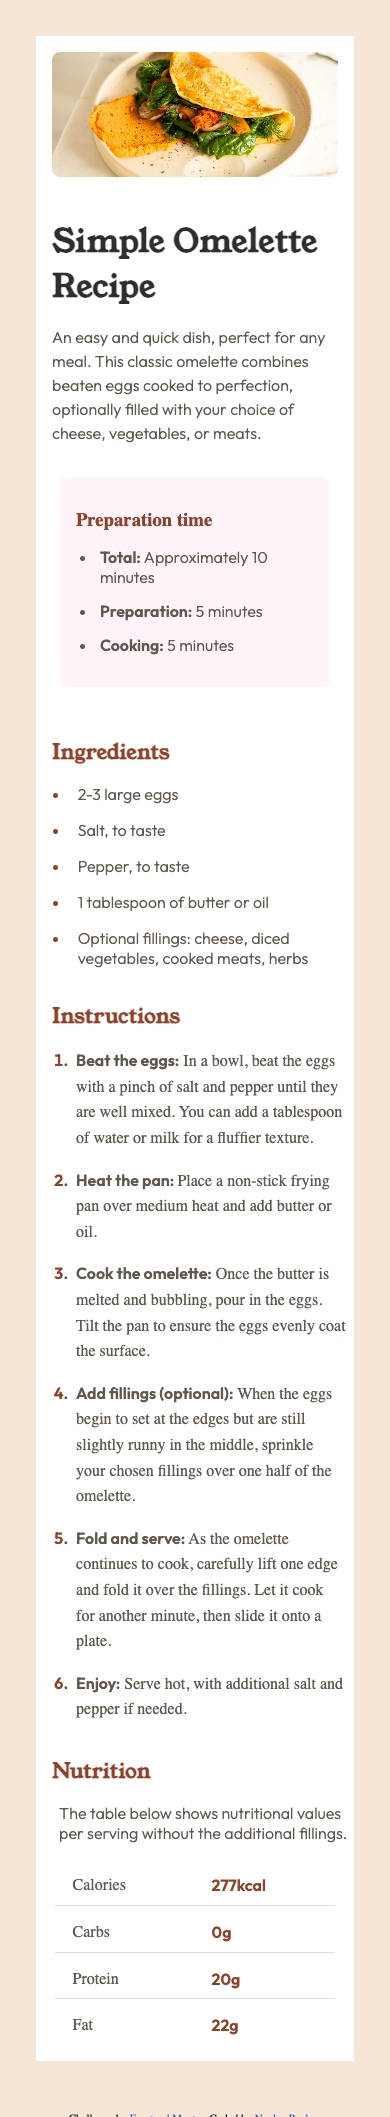 Simple Omelette
Recipe
An easy and quick dish, perfect for any
meal. This classic omelette combines
beaten eggs cooked to perfection,
optionally filled with your choice of
cheese, vegetables, or meats.
Preparation time
• Total: Approximately 10
minutes
• Preparation: 5 minutes
• Cooking: 5 minutes
Ingredients
• 2-3 large eggs
• Salt, to taste
• Pepper, to taste
• 1 tablespoon of butter or oil
• Optional fillings: cheese, diced
vegetables, cooked meats, herbs
Instructions
1. Beat the eggs: In a bowl, beat the eggs
with a pinch of salt and pepper until they
are well mixed. You can add a tablespoon
of water or milk for a fluffier texture.
2. Heat the pan: Place a non-stick frying
pan over medium heat and add butter or
oil.
3. Cook the omelette: Once the butter is
melted and bubbling, pour in the eggs.
Tilt the pan to ensure the eggs evenly coat
the surface.
4. Add fillings (optional): When the eggs
begin to set at the edges but are still
slightly runny in the middle, sprinkle
your chosen fillings over one half of the
omelette.
5. Fold and serve: As the omelette
continues to cook, carefully lift one edge
and fold it over the fillings. Let it cook
for another minute, then slide it onto a
plate.
6. Enjoy: Serve hot, with additional salt and
pepper if needed.
Nutrition
The table below shows nutritional values
per serving without the additional fillings.
Calories 277kcal
Carbs 0g
Protein 20g
Fat 22g